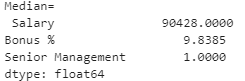 Median=
Salary 90428.0000
Bonus % 9.8385
Senior Management 1.0000
dtype: float64